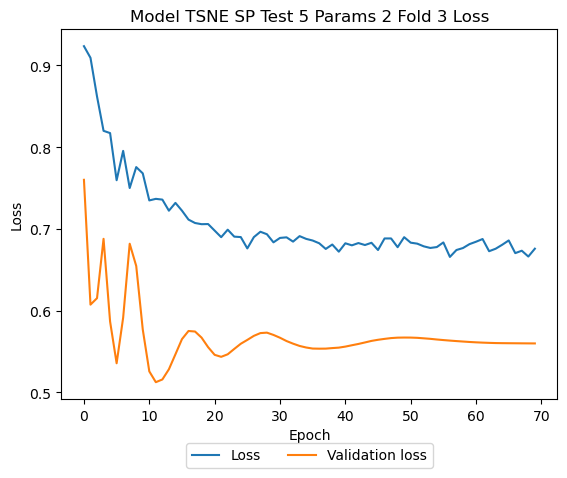 Model TSNE SP Test 5 Params 2 Fold 3 Loss
0.9
0.8
0.7
0.6
0.5
Loss
0 10 20 30 40 50 60 70
Epoch
Loss Validation loss